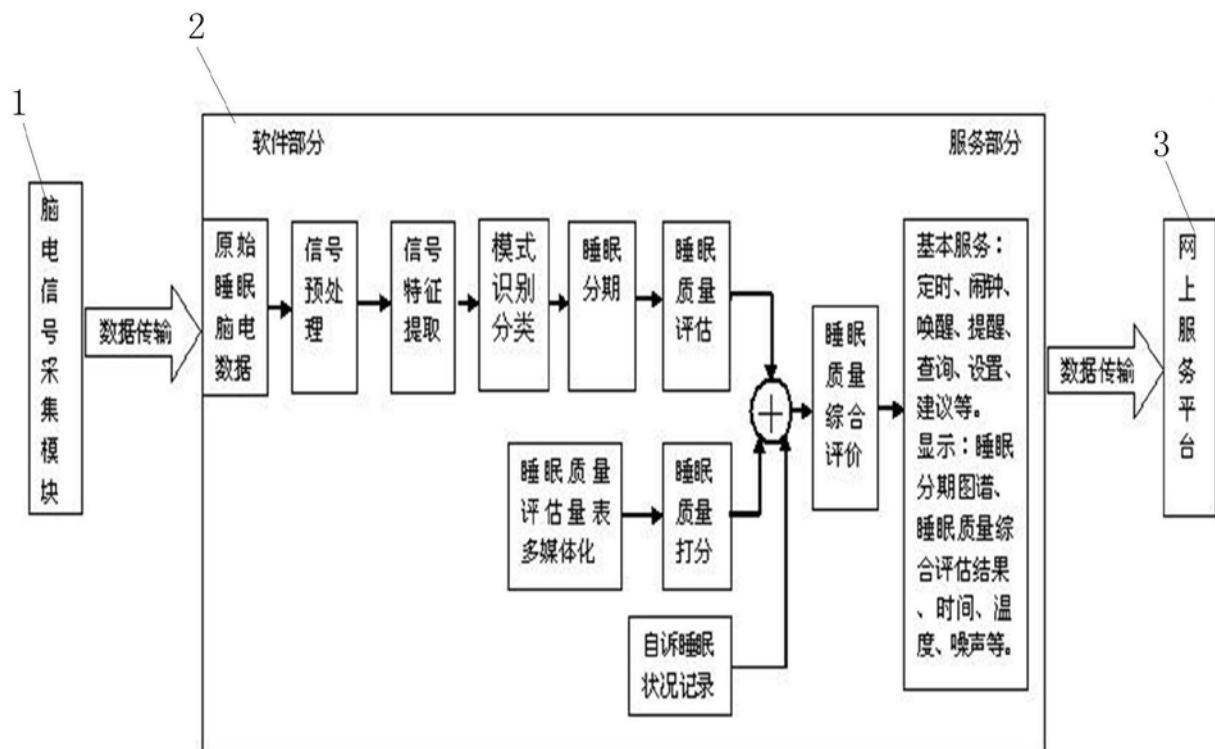 2
1
3
软件部分
服务部分
脑
电
信
号
采
集
模
块
数据传输
原始
睡眠
脑电
数据
信号
预处
理
信号
特征
提取
模式
识别
分类
睡眠
分期
睡眠
质量
评估
睡眠质量
评估量表
多媒体化
睡眠
质量
打分
自诉睡眠
状况记录
睡眠
质量
综合
评价
基本服务：
定时、闹钟、
唤醒、提醒、
查询、设置、
建议等。
显示：睡眠
分期图谱、
睡眠质量综
合评估结果
、时间、温
度、噪声等。
数据传输
网
上
服
务
平
台